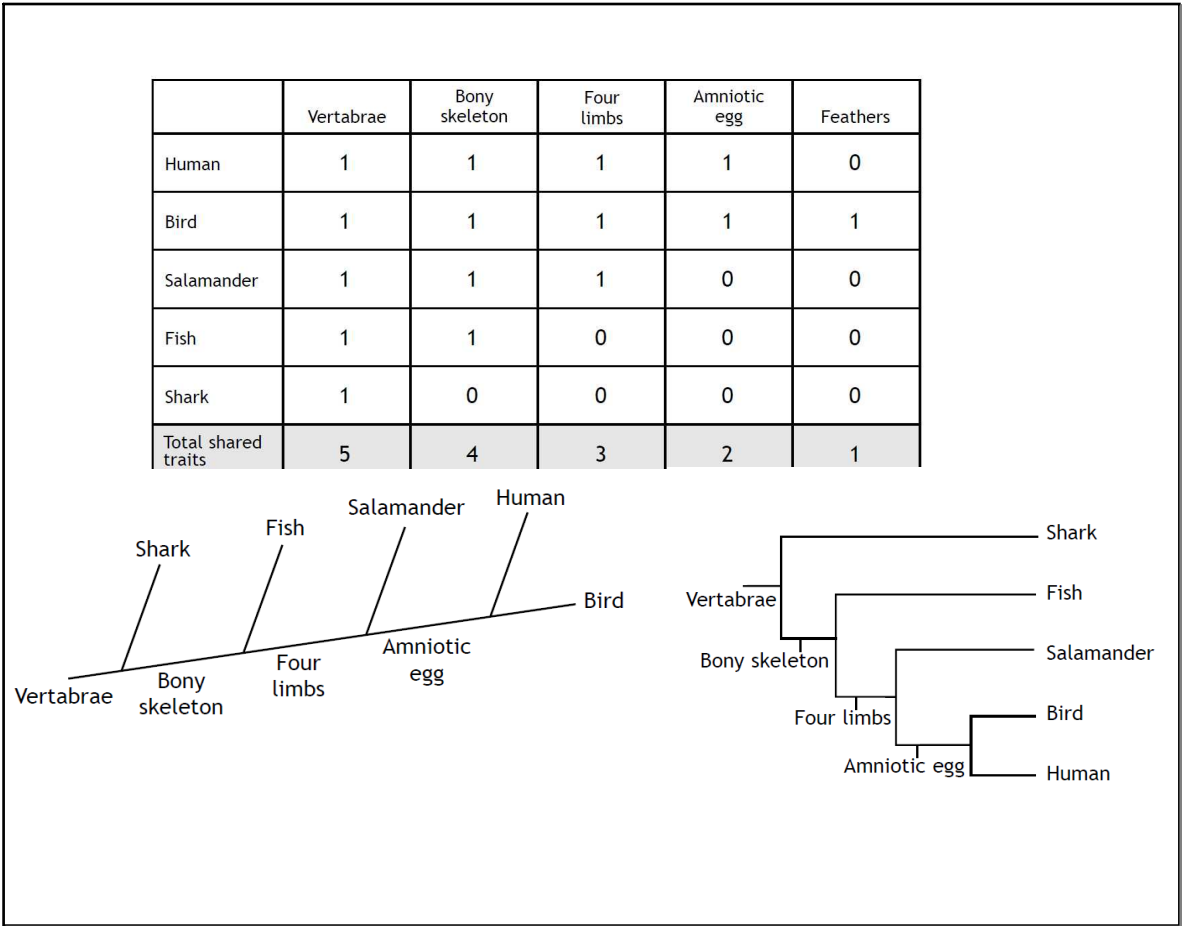 Vertabrae Bony skeleton Four limbs Amniotic egg Feathers
Human 1 1 1 1 0
Bird 1 1 1 1 1
Salamander 1 1 1 0 0
Fish 1 1 0 0 0
Shark 1 0 0 0 0
Total shared traits 5 4 3 2 1
Shark
Fish
Salamander
Human
Bird
Vertabrae
Bony
skeleton
Four
limbs
Amniotic
egg
Shark
Fish
Salamander
Bird
Human
Vertabrae
Bony skeleton
Four limbs
Amniotic egg